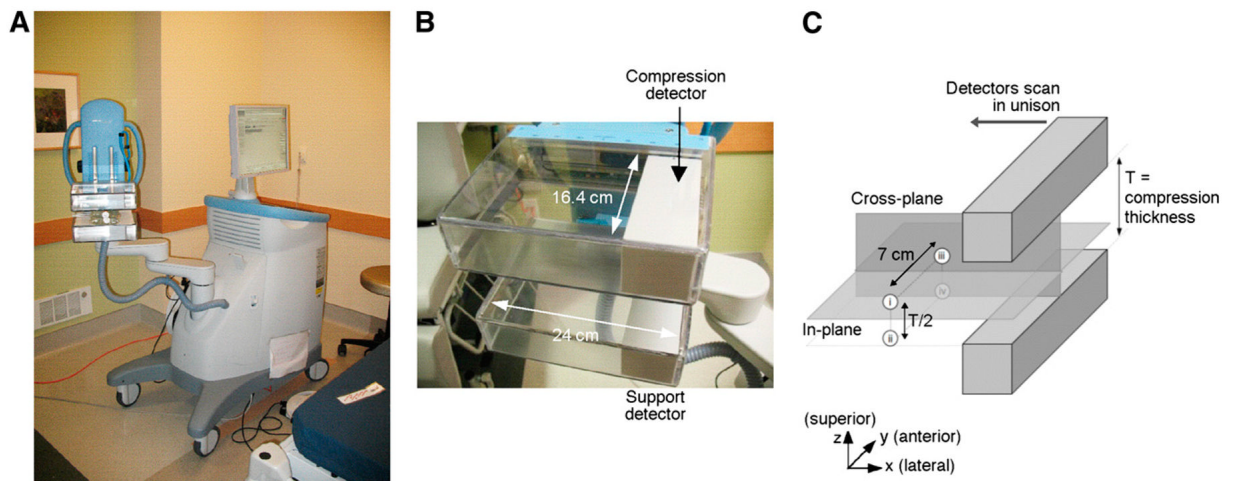 A
B
Compression
detector
16.4 cm
24 cm
Support
detector
C
Detectors scan
in unison
T =
compression
thickness
Cross-plane
7 cm
iii
iv
i
T/2
In-plane
ii
(superior)
z
y (anterior)
x (lateral)